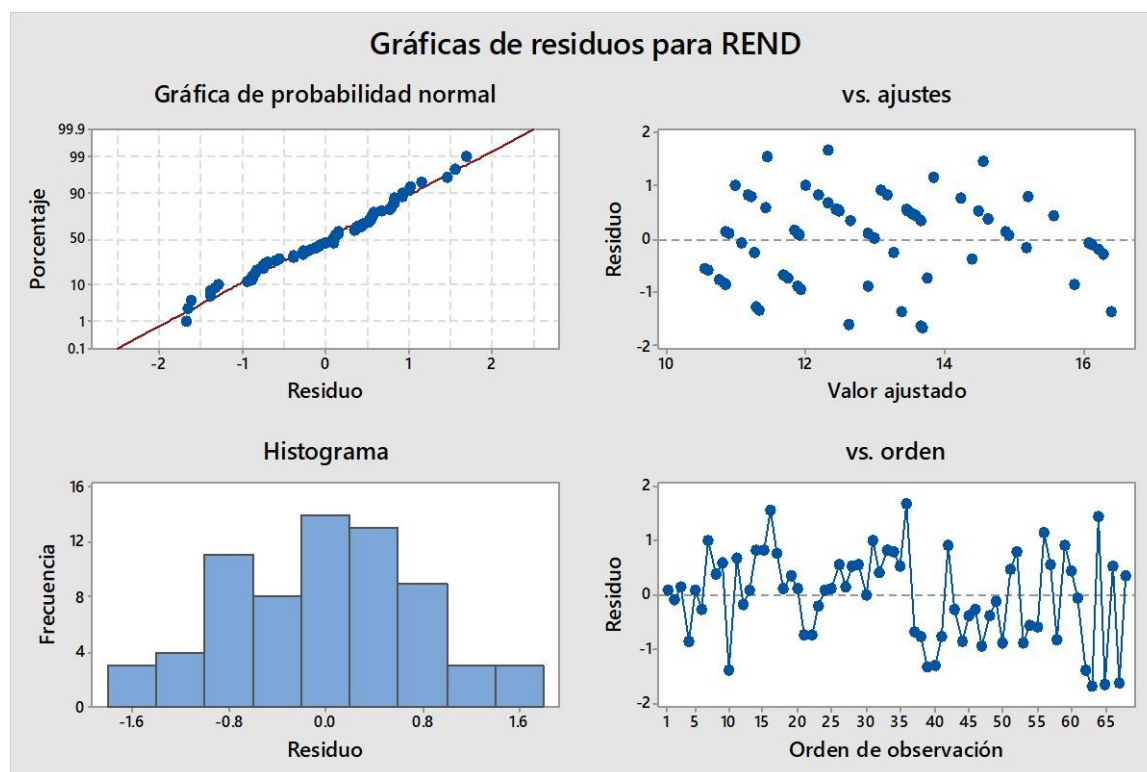 Gráficas de residuos para REND
Gráfica de probabilidad normal
99.9
99
90
50
10
1
0.1
Porcentaje
-2
-1
0
1
2
Residuo
vs. ajustes
2
1
0
-1
-2
Residuo
10
12
14
16
Valor ajustado
Histograma
16
12
8
4
0
Frecuencia
-1.6
-0.8
0.0
0.8
1.6
Residuo
vs. orden
2
1
0
-1
-2
Residuo
1 5 10 15 20 25 30 35 40 45 50 55 60 65
Orden de observación